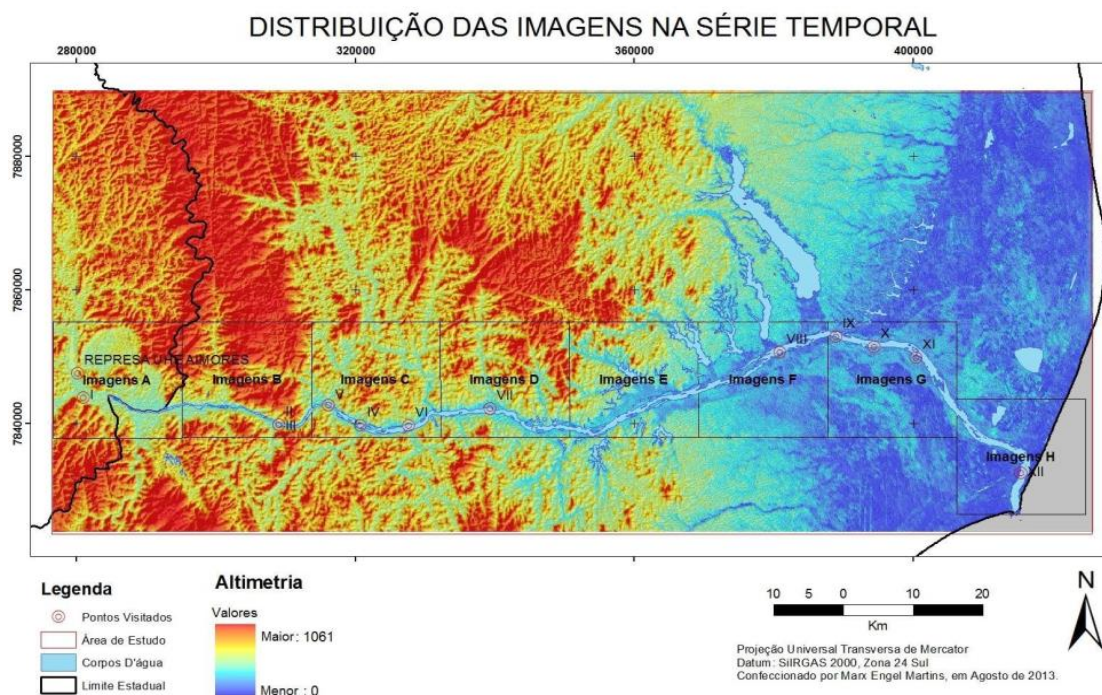 DISTRIBUIÇÃO DAS IMAGENS NA SÉRIE TEMPORAL
280000
320000
360000
400000
7880000
7860000
7840000
REPRESA UHE AIMORES
Imagens A
Imagens B
Imagens C
Imagens D
Imagens E
Imagens F
Imagens G
Imagens H
I
II
III
V
IV
VI
VII
VIII
IX
X
XI
XII
Legenda
Pontos Visitados
Área de Estudo
Corpos D'água
Limite Estadual
Altimetria
Valores
Maior : 1061
Menor : 0
N
10 5 0 10 20
Km
Projeção Universal Transversa de Mercator
Datum: SilRGAS 2000, Zona 24 Sul
Confeccionado por Marx Engel Martins, em Agosto de 2013.